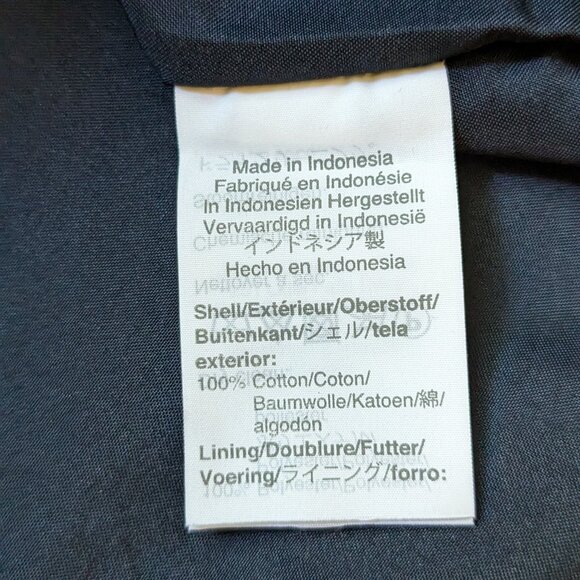 Made in Indonesia
Fabriqué en Indonésie
In Indonesien Hergestellt
Vervaardigd in Indonesië
インドネシア製
Hecho en Indonesia
Shell/Extérieur/Oberstoff/
Buitenkant/シェル/tela
exterior:
100% Cotton/Coton/
Baumwolle/Katoen/綿/
algodón
Lining/Doublure/Futter/
Voering/ライニング/forro: